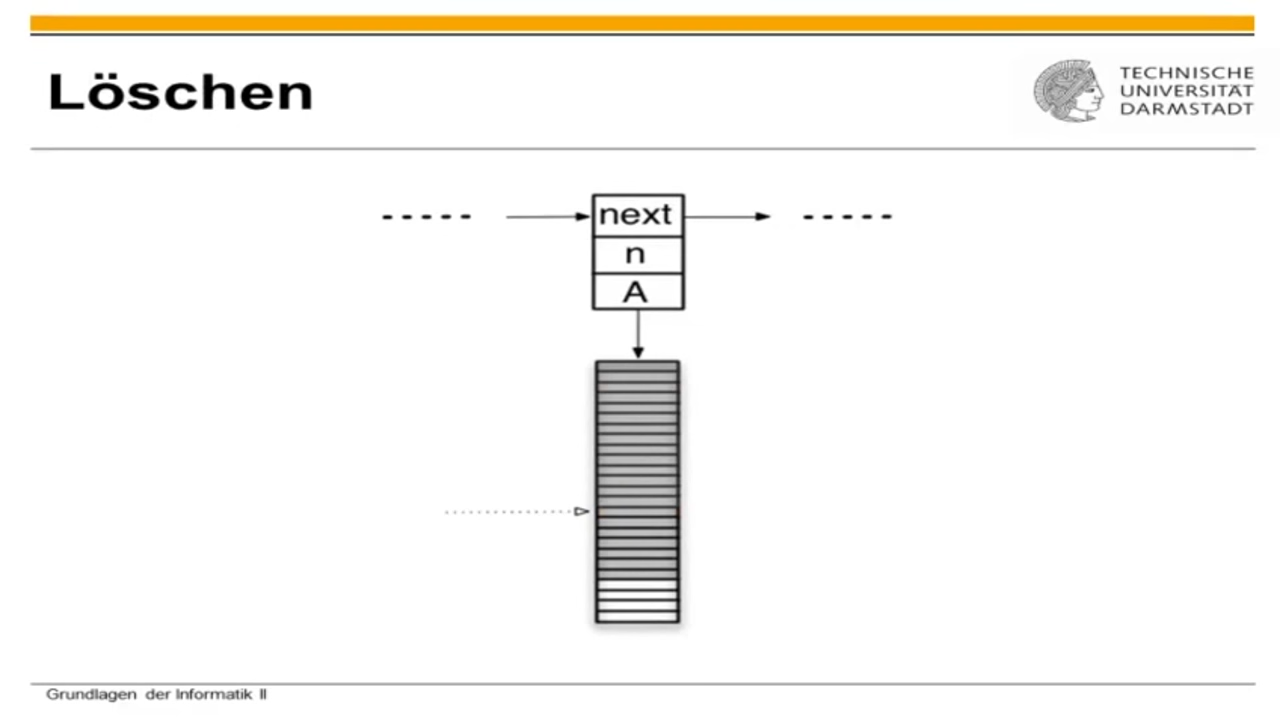 Löschen
TECHNISCHE
UNIVERSITÄT
DARMSTADT
next
n
A
Grundlagen der Informatik II